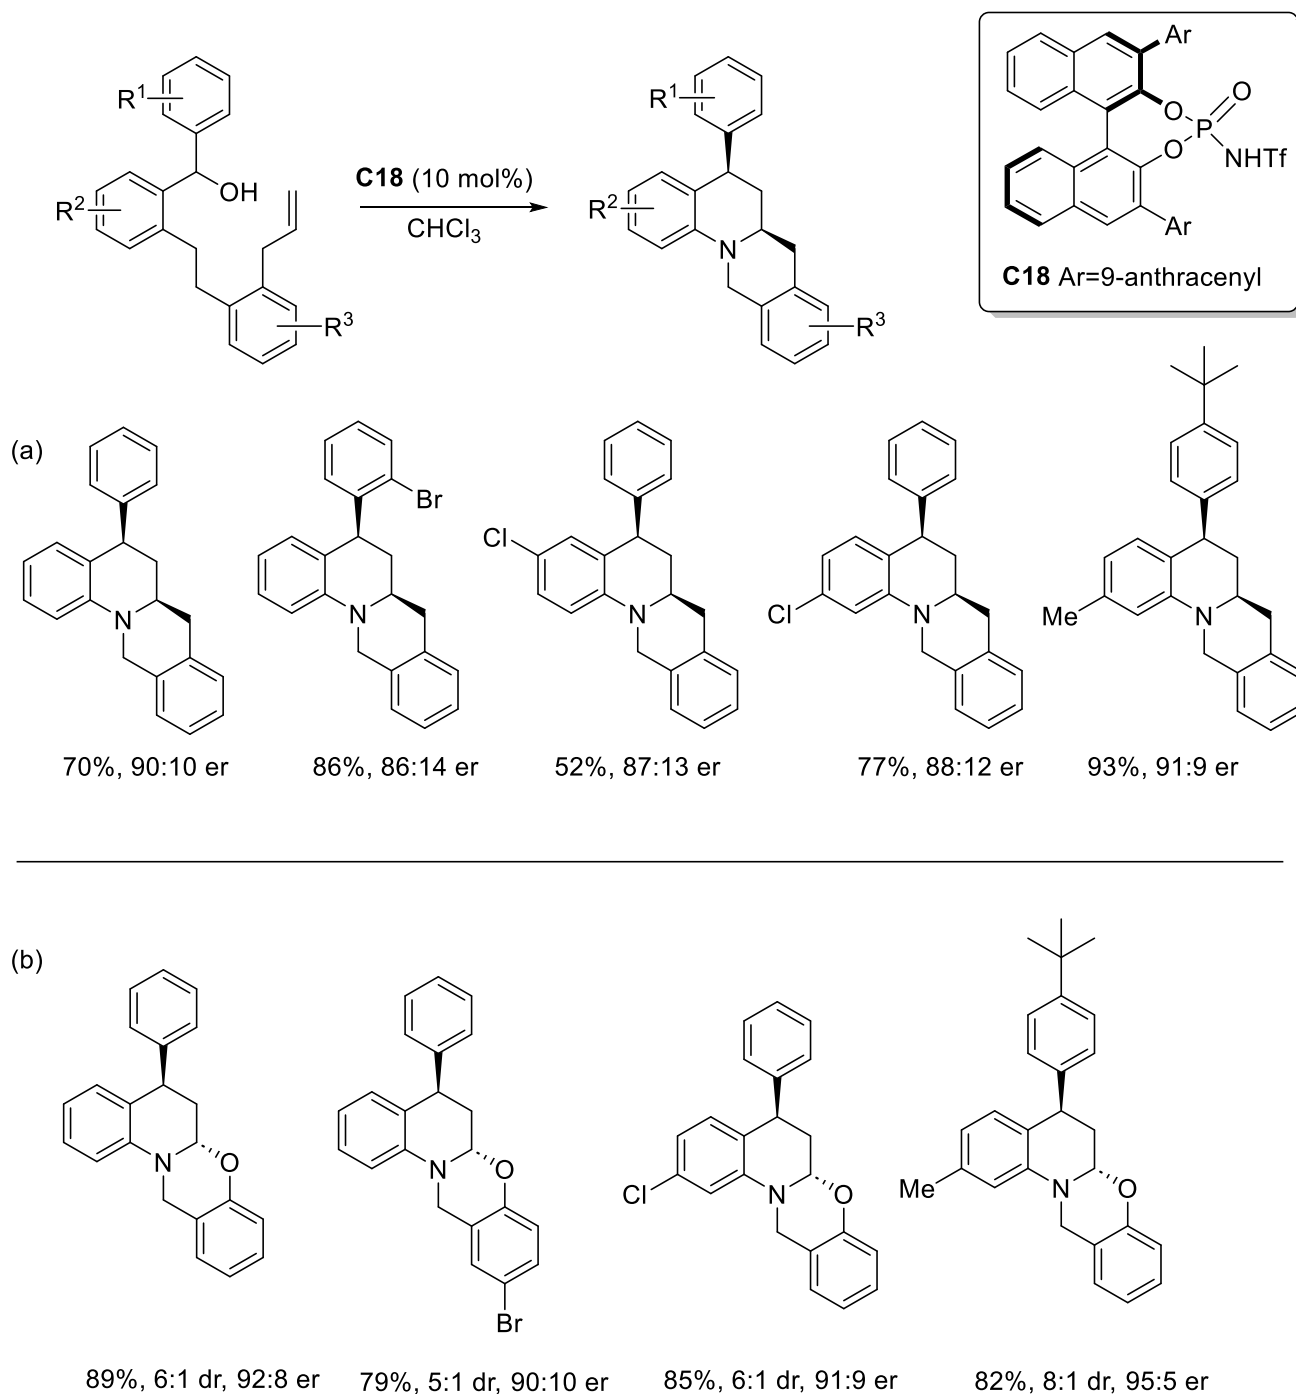 R¹
OH
R²
R³
C18 (10 mol%)
CHCl₃
R¹
R²
N
R³
Ar
O
O
P
O
NHTf
Ar
C18 Ar=9-anthracenyl
(a)
N
Br
N
Cl
N
Cl
N
Me
N
70%, 90:10 er
86%, 86:14 er
52%, 87:13 er
77%, 88:12 er
93%, 91:9 er
(b)
N
O
N
O
Br
Cl
N
O
Me
N
O
89%, 6:1 dr, 92:8 er
79%, 5:1 dr, 90:10 er
85%, 6:1 dr, 91:9 er
82%, 8:1 dr, 95:5 er